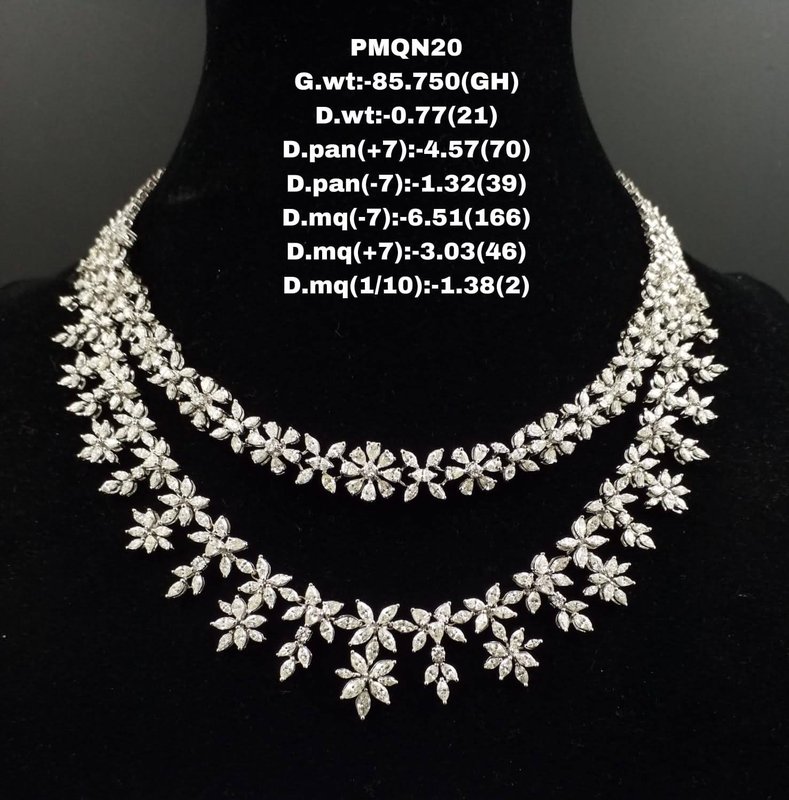 PMQN20
G.wt:-85.750(GH)
D.wt:-0.77(21)
D.pan(+7):-4.57(70)
D.pan(-7):-1.32(39)
D.mq(-7):-6.51(166)
D.mq(+7):-3.03(46)
D.mq(1/10):-1.38(2)